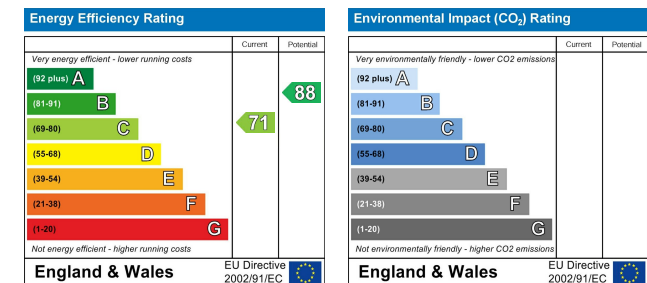 Energy Efficiency Rating
Current Potential
Very energy efficient - lower running costs
(92 plus) A
(81-91) B
88
(69-80) C
71
(55-68) D
(39-54) E
(21-38) F
(1-20) G
Not energy efficient - higher running costs
England & Wales
EU Directive
2002/91/EC
Environmental Impact (CO2) Rating
Current Potential
Very environmentally friendly - lower CO2 emissions
(92 plus) A
(81-91) B
(69-80) C
(55-68) D
(39-54) E
(21-38) F
(1-20) G
Not environmentally friendly - higher CO2 emissions
England & Wales
EU Directive
2002/91/EC